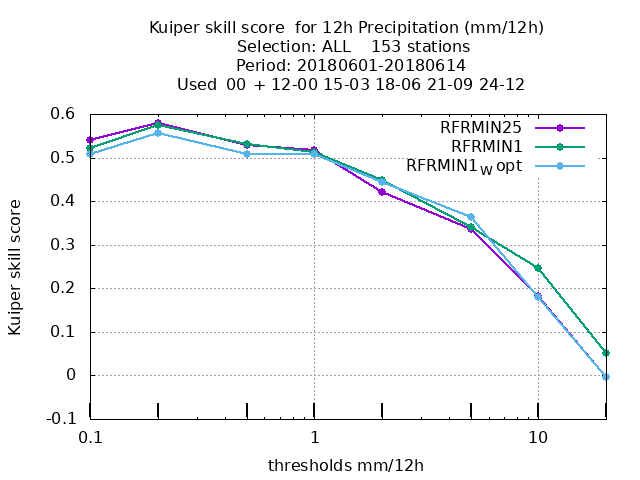 Kuiper skill score  for 12h Precipitation (mm/12h)
Selection: ALL    153 stations
Period: 20180601-20180614
Used  00  + 12-00 15-03 18-06 21-09 24-12
RFRMIN25
RFRMIN1
RFRMIN1w opt
Kuiper skill score
0.6
0.5
0.4
0.3
0.2
0.1
0
-0.1
0.1
1
10
thresholds mm/12h